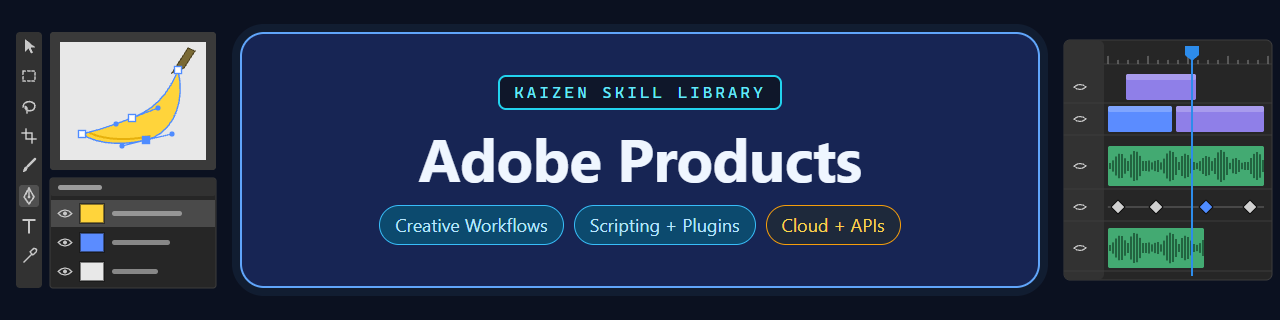 KAIZEN SKILL LIBRARY
Adobe Products
Creative Workflows
Scripting + Plugins
Cloud + APIs